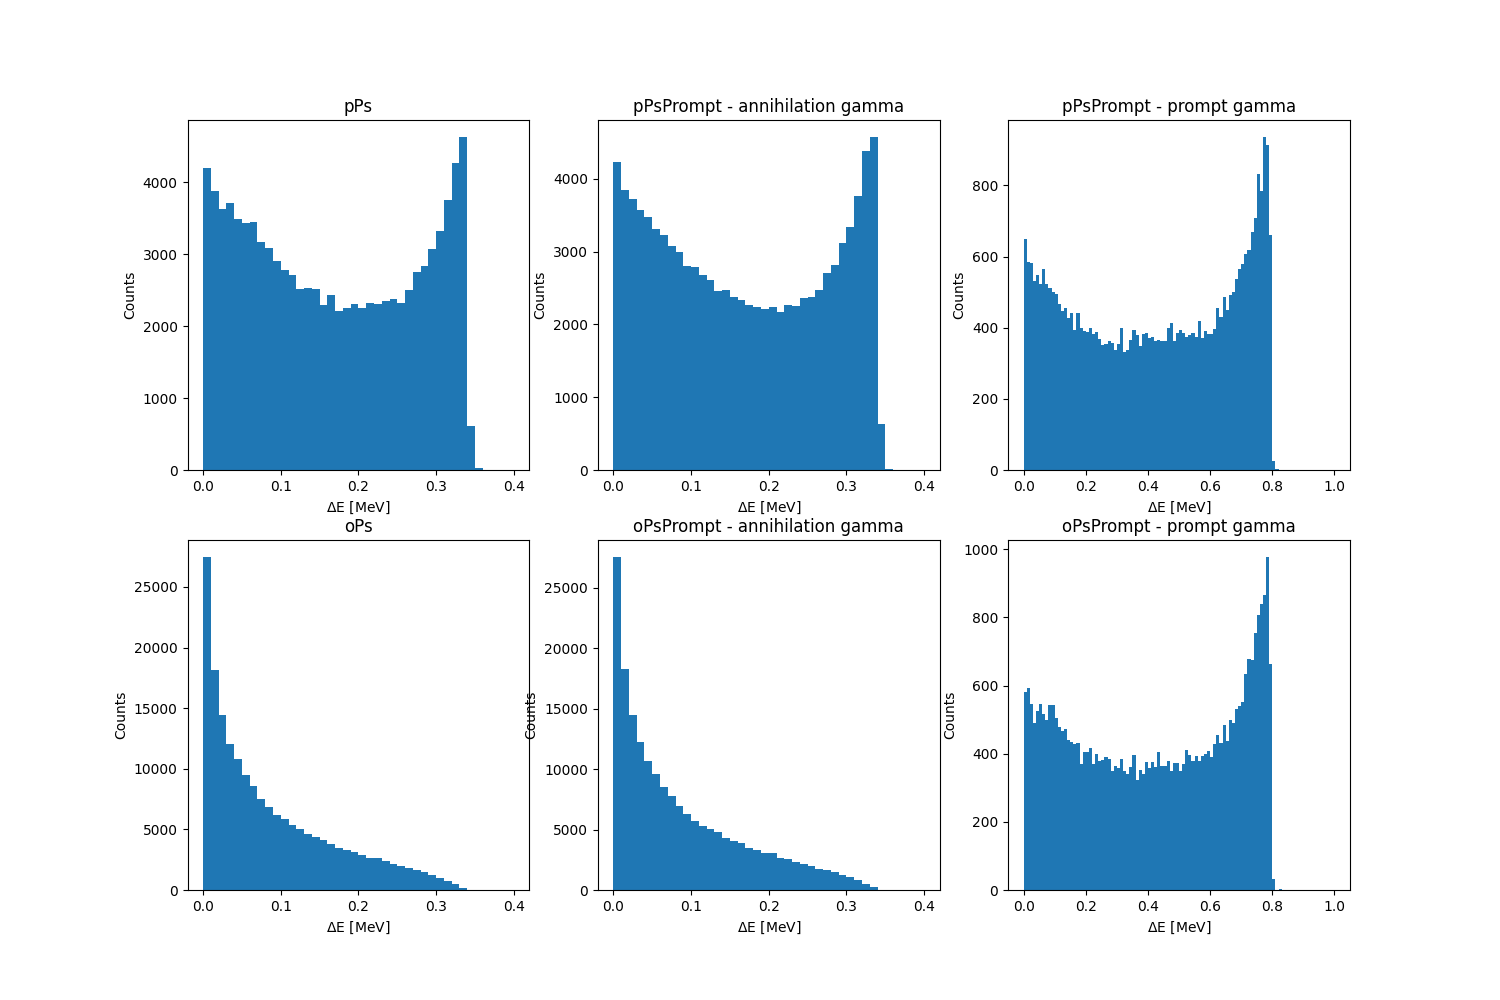 pPs
pPsPrompt - annihilation gamma
pPsPrompt - prompt gamma
Counts
4000
3000
2000
1000
0
0.0 0.1 0.2 0.3 0.4
ΔE [MeV]
Counts
4000
3000
2000
1000
0
0.0 0.1 0.2 0.3 0.4
ΔE [MeV]
Counts
800
600
400
200
0
0.0 0.2 0.4 0.6 0.8 1.0
ΔE [MeV]
oPs
oPsPrompt - annihilation gamma
oPsPrompt - prompt gamma
Counts
25000
20000
15000
10000
5000
0
0.0 0.1 0.2 0.3 0.4
ΔE [MeV]
Counts
25000
20000
15000
10000
5000
0
0.0 0.1 0.2 0.3 0.4
ΔE [MeV]
Counts
1000
800
600
400
200
0
0.0 0.2 0.4 0.6 0.8 1.0
ΔE [MeV]